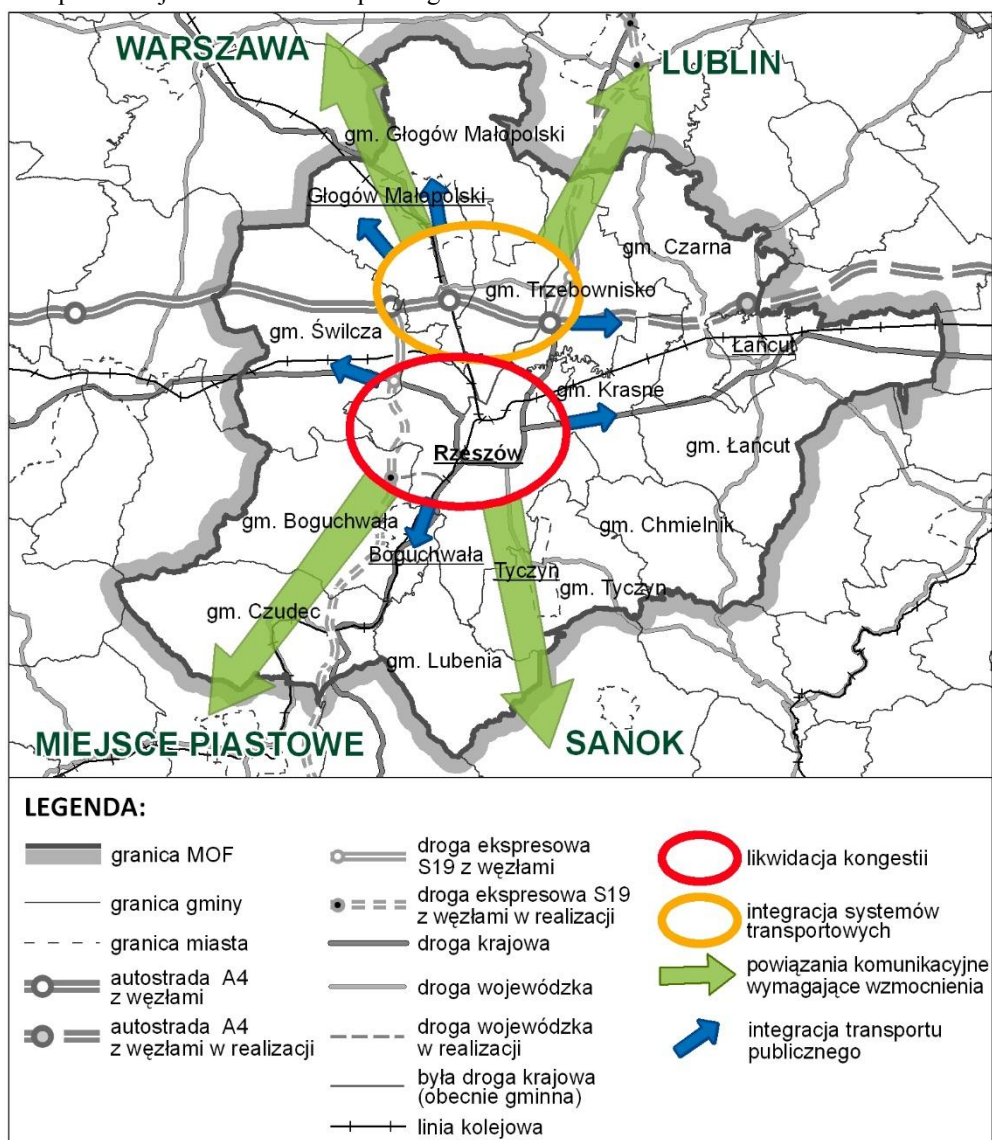 WARSZAWA
LUBLIN
gm. Głogów Małopolski
Głogów Małopolski
gm. Czarna
gm. Trzebownisko
gm. Świlcza
Łańcut
gm. Krasne
Rzeszów
gm. Łańcut
gm. Boguchwała
gm. Chmielnik
Boguchwała
Tyczyn
gm. Tyczyn
gm. Czudec
gm. Lubenia
MIEJSCE PIASTOWE
SANOK
LEGENDA:
granica MOF
granica gminy
granica miasta
autostrada A4
z węzłami
autostrada A4
z węzłami w realizacji
droga ekspresowa
S19 z węzłami
droga ekspresowa S19
z węzłami w realizacji
droga krajowa
droga wojewódzka
droga wojewódzka
w realizacji
była droga krajowa
(obecnie gminna)
linia kolejowa
likwidacja kongestii
integracja systemów
transportowych
powiązania komunikacyjne
wymagające wzmocnienia
integracja transportu
publicznego